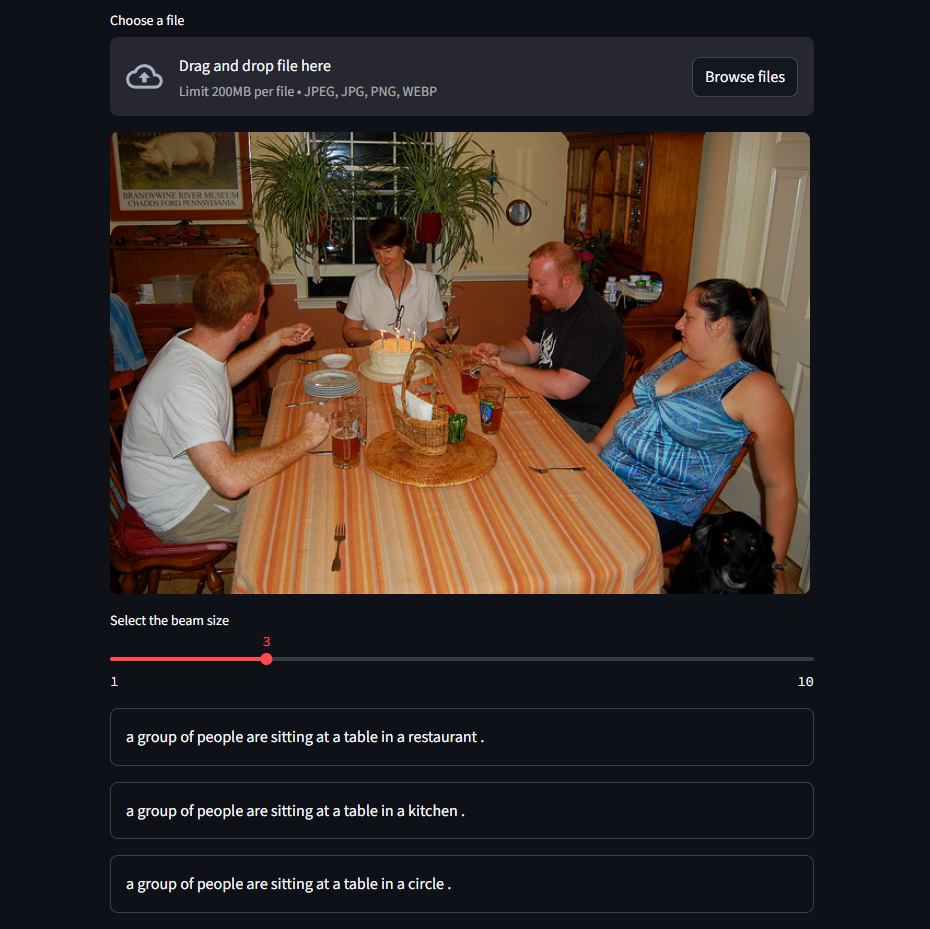 Choose a file
Drag and drop file here
Limit 200MB per file • JPEG, JPG, PNG, WEBP
Browse files
BRANDYWINE RIVER MUSEUM
CHADDS FORD, PENNSYLVANIA
Select the beam size
3
1
10
a group of people are sitting at a table in a restaurant .
a group of people are sitting at a table in a kitchen .
a group of people are sitting at a table in a circle .